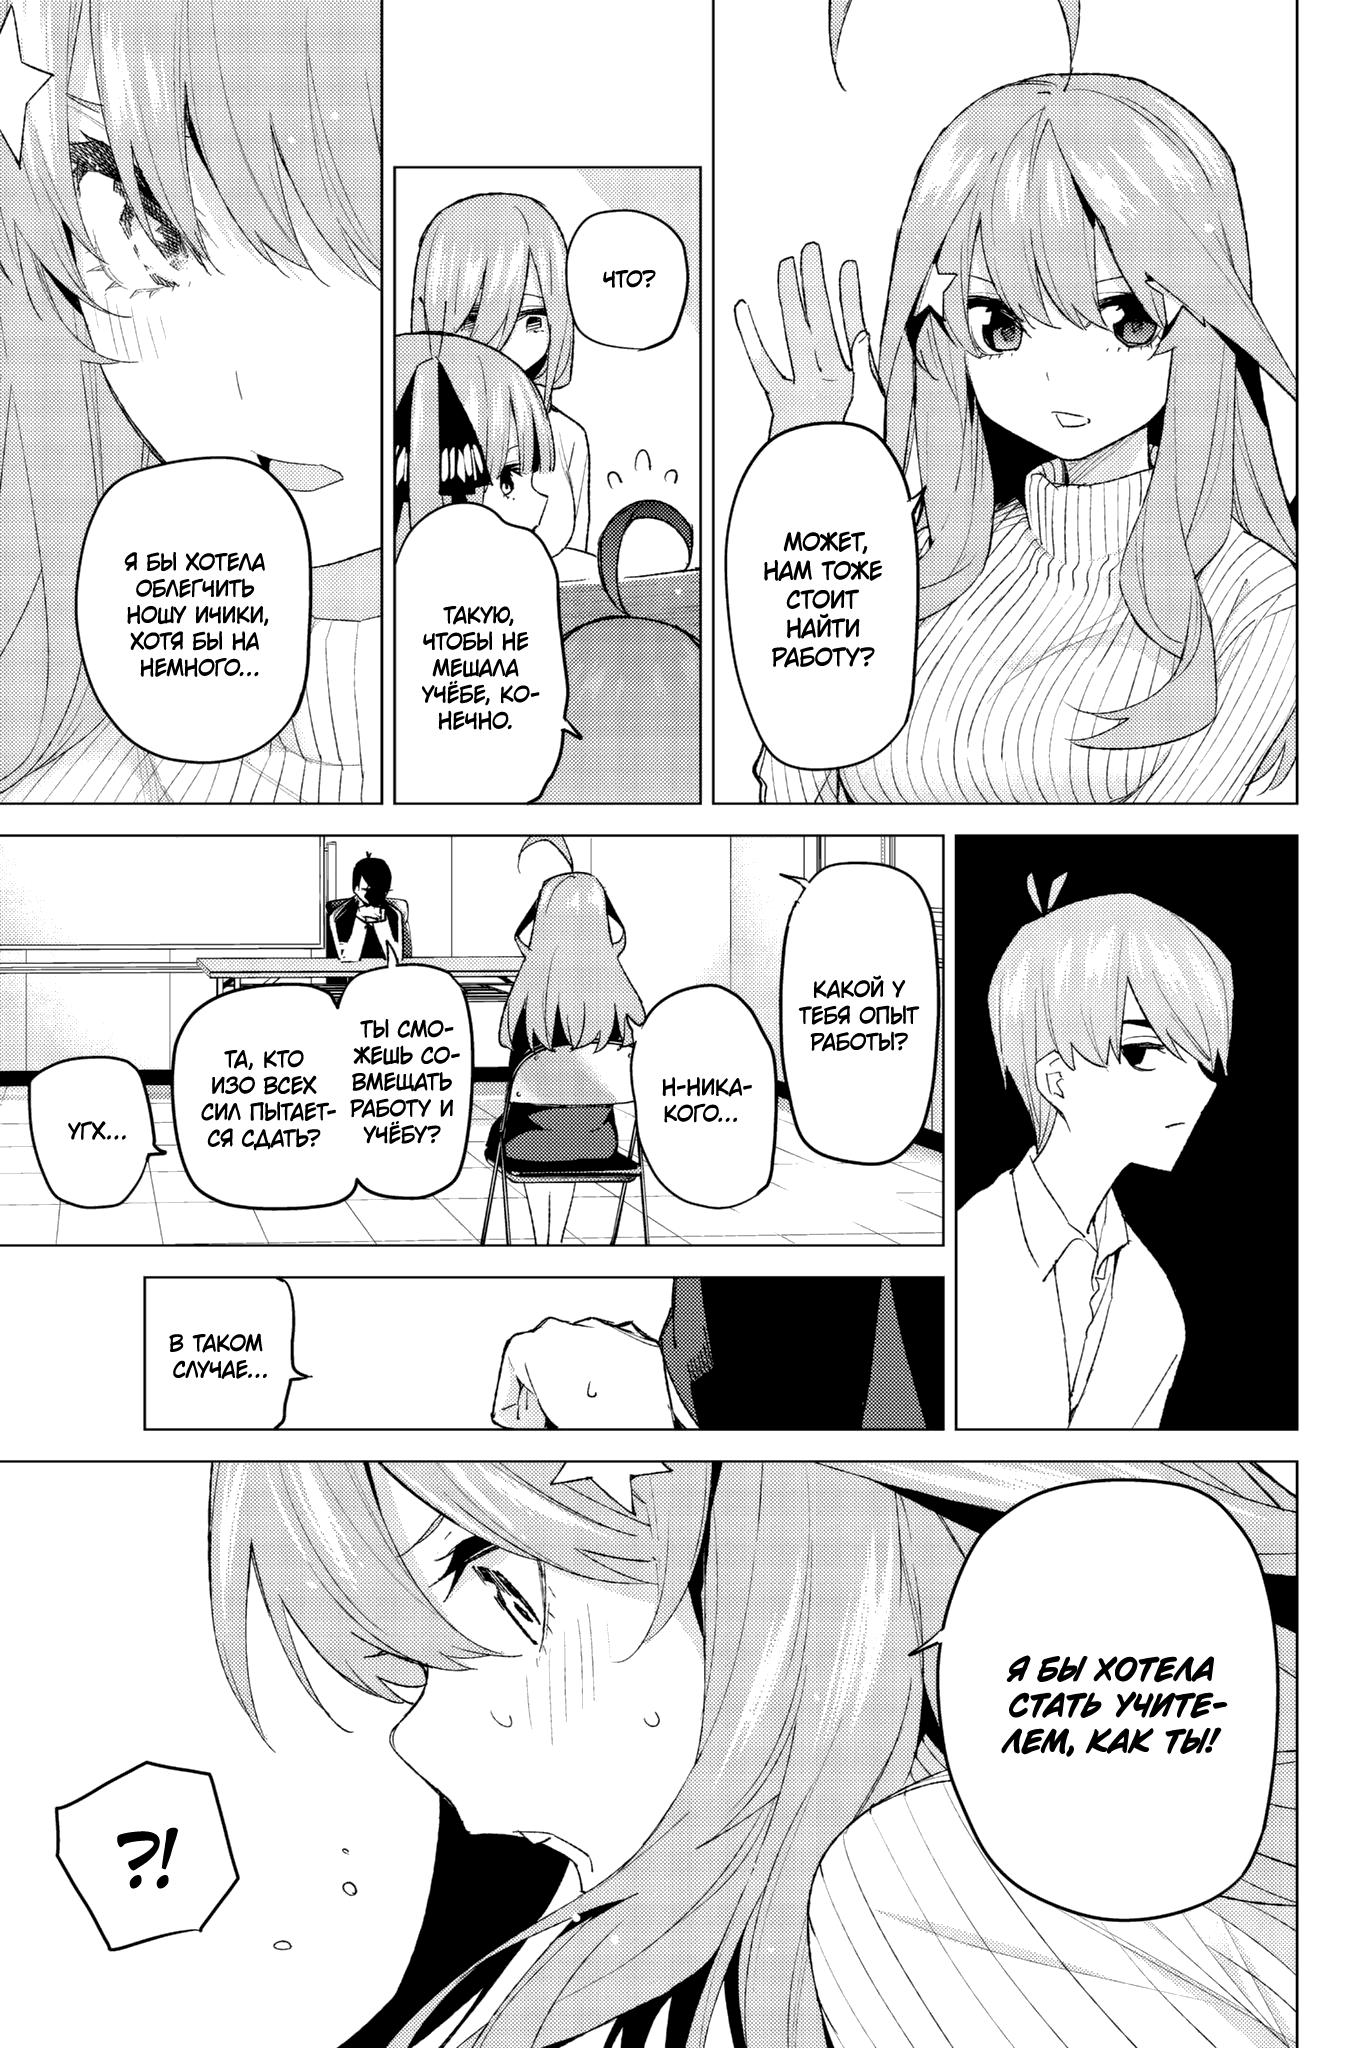 МОЖЕТ,
НАМ ТОЖЕ
СТОИТ
НАЙТИ
РАБОТУ?
ЧТО?
ТАКУЮ,
ЧТОБЫ НЕ
МЕШАЛА
УЧЁБЕ, КО-
НЕЧНО.
Я БЫ ХОТЕЛА
ОБЛЕГЧИТЬ
НОШУ ИЧИКИ,
ХОТЯ БЫ НА
НЕМНОГО...
КАКОЙ У
ТЕБЯ ОПЫТ
РАБОТЫ?
Н-НИКА-
КОГО...
ТЫ СМО-
ЖЕШЬ СО-
ВМЕЩАТЬ
РАБОТУ И
УЧЁБУ?
ТА, КТО
ИЗО ВСЕХ
СИЛ ПЫТАЕТ-
СЯ СДАТЬ?
УГХ...
В ТАКОМ
СЛУЧАЕ...
Я БЫ ХОТЕЛА
СТАТЬ УЧИТЕ-
ЛЕМ, КАК ТЫ!
?!